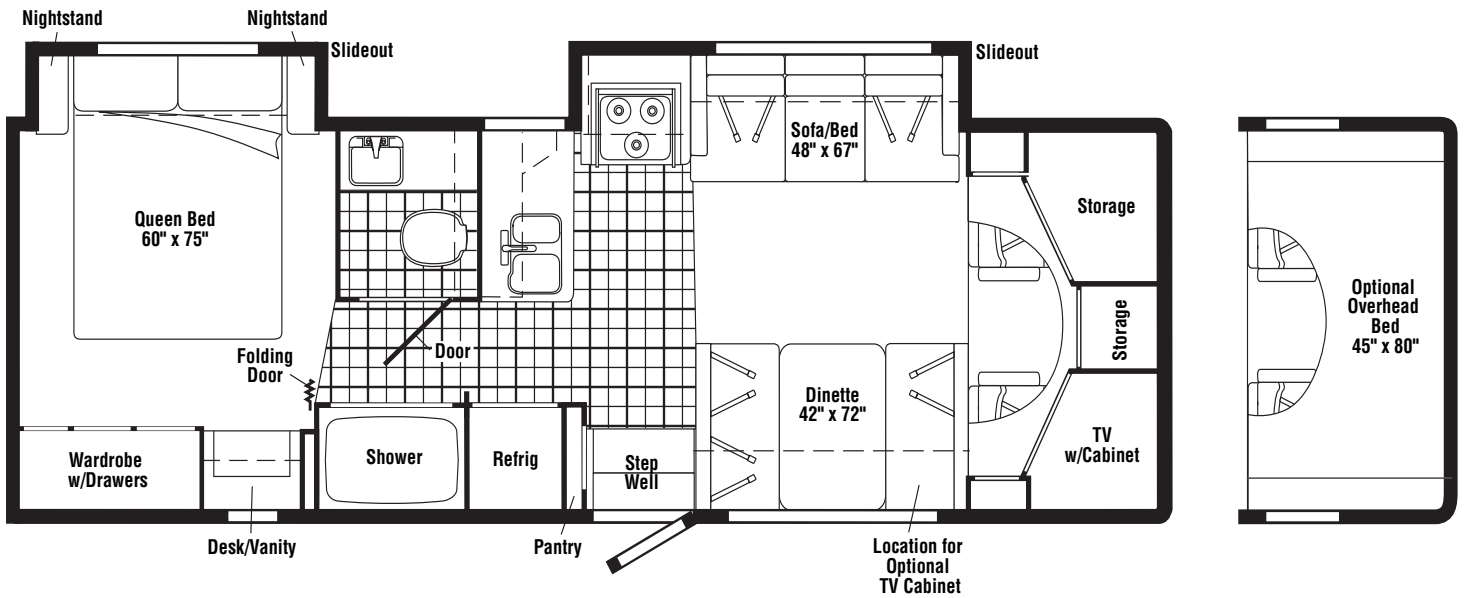 Nightstand
Nightstand
Slideout
Slideout
Sofa/Bed
48" x 67"
Queen Bed
60" x 75"
Storage
Storage
Optional
Overhead
Bed
45" x 80"
Folding
Door
Door
Dinette
42" x 72"
Wardrobe
w/Drawers
Shower
Refrig
Step
Well
TV
w/Cabinet
Desk/Vanity
Pantry
Location for
Optional
TV Cabinet